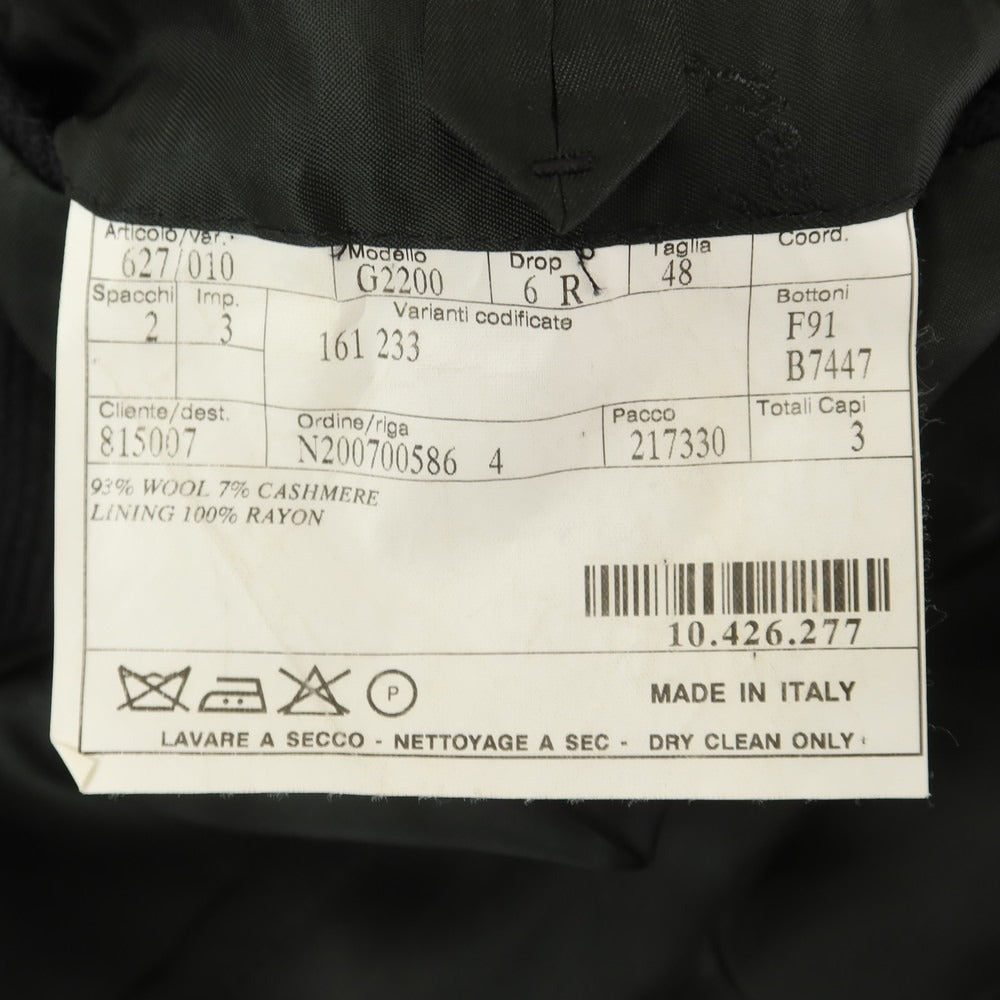 Articolo/Var. Modello Drop Taglia Coord.
627/010 G2200 6 R 48
Spacchi Imp. Varianti codificate Bottoni
2 3 161 233 F91
B7447
Cliente/dest. Ordine/riga Pacco Totali Capi
815007 N200700586 4 217330 3
93% WOOL 7% CASHMERE
LINING 100% RAYON
10.426.277
P MADE IN ITALY
LAVARE A SECCO - NETTOYAGE A SEC - DRY CLEAN ONLY